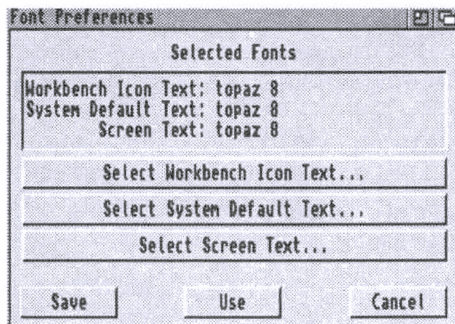 Font Preferences
Selected Fonts
Workbench Icon Text: topaz 8
System Default Text: topaz 8
Screen Text: topaz 8
Select Workbench Icon Text...
Select System Default Text...
Select Screen Text...
Save Use Cancel